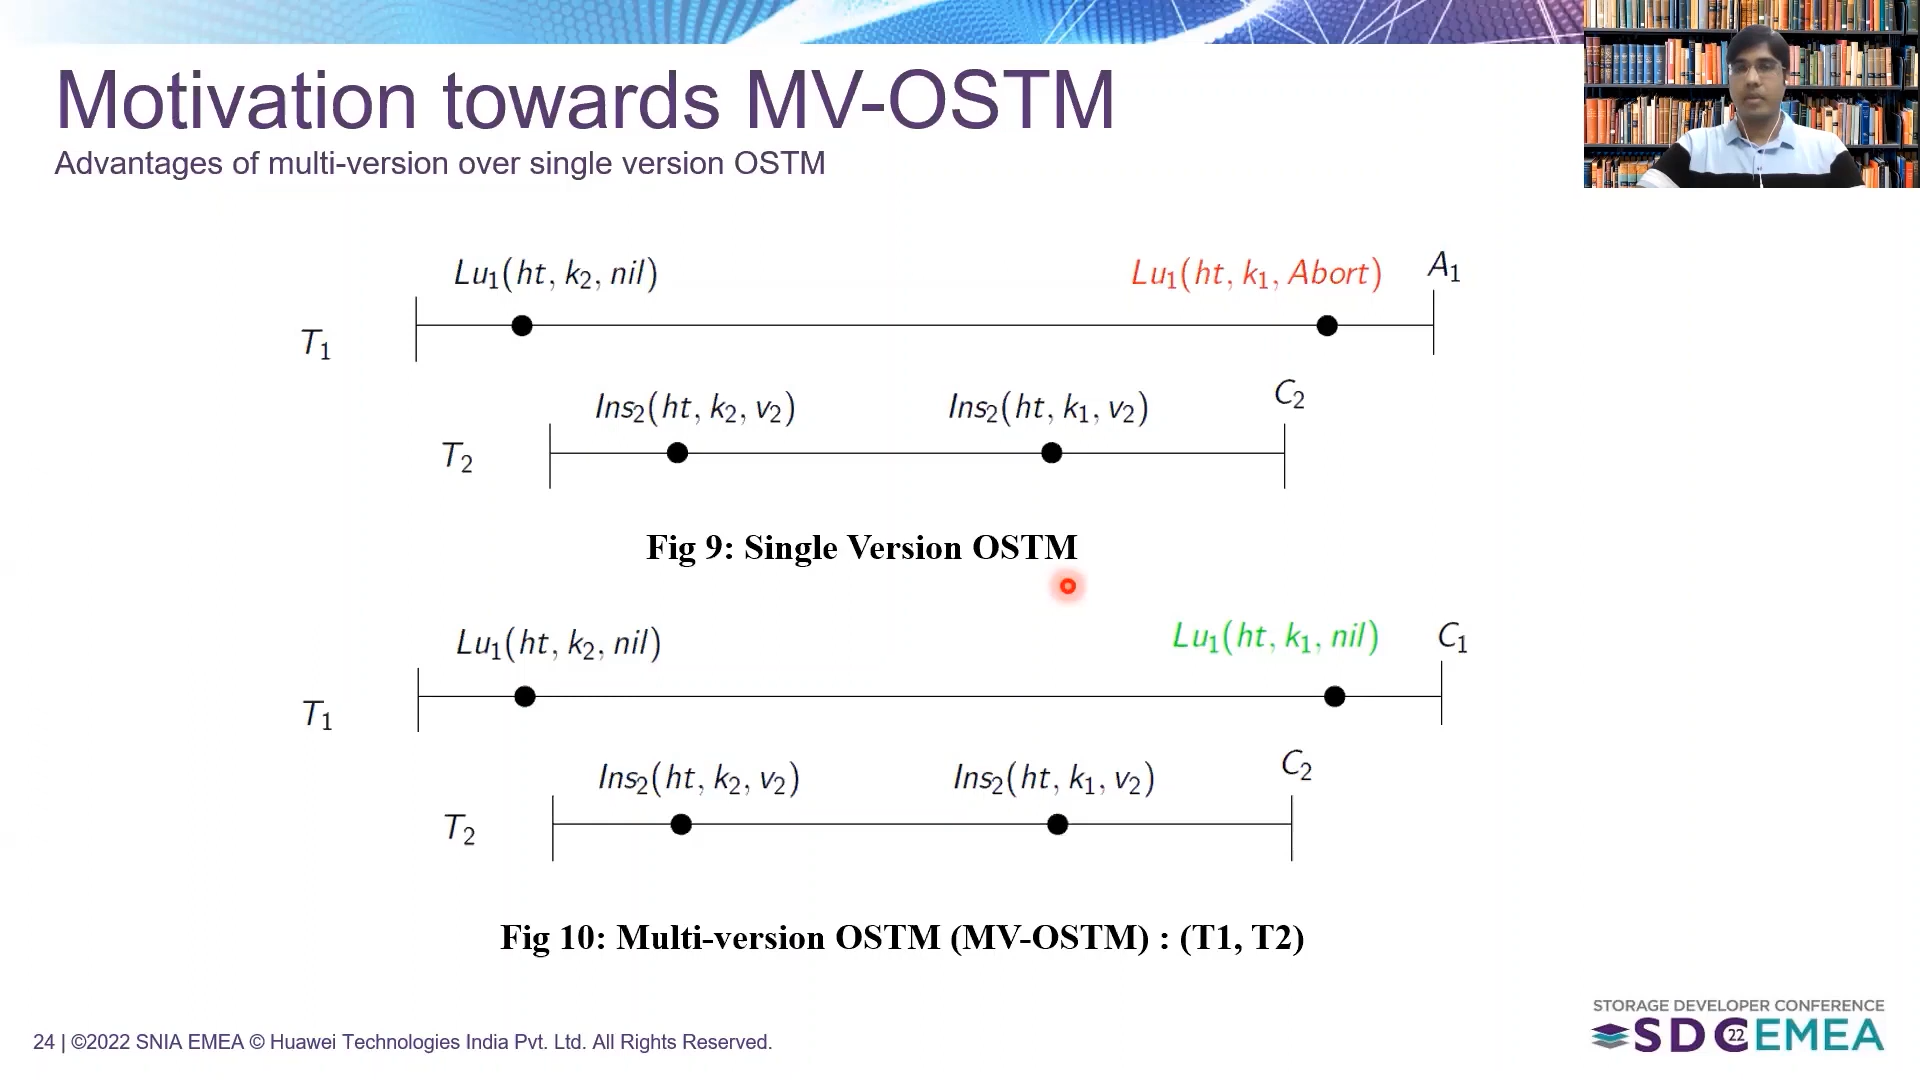 Motivation towards MV-OSTM
Advantages of multi-version over single version OSTM
Lu₁(ht, k₂, nil)
Lu₁(ht, k₁, Abort)
A₁
T₁
Ins₂(ht, k₂, v₂)
Ins₂(ht, k₁, v₂)
C₂
T₂
Fig 9: Single Version OSTM
Lu₁(ht, k₂, nil)
Lu₁(ht, k₁, nil)
C₁
T₁
Ins₂(ht, k₂, v₂)
Ins₂(ht, k₁, v₂)
C₂
T₂
Fig 10: Multi-version OSTM (MV-OSTM) : (T1, T2)
STORAGE DEVELOPER CONFERENCE
SDC 22 EMEA
24 | ©2022 SNIA EMEA © Huawei Technologies India Pvt. Ltd. All Rights Reserved.